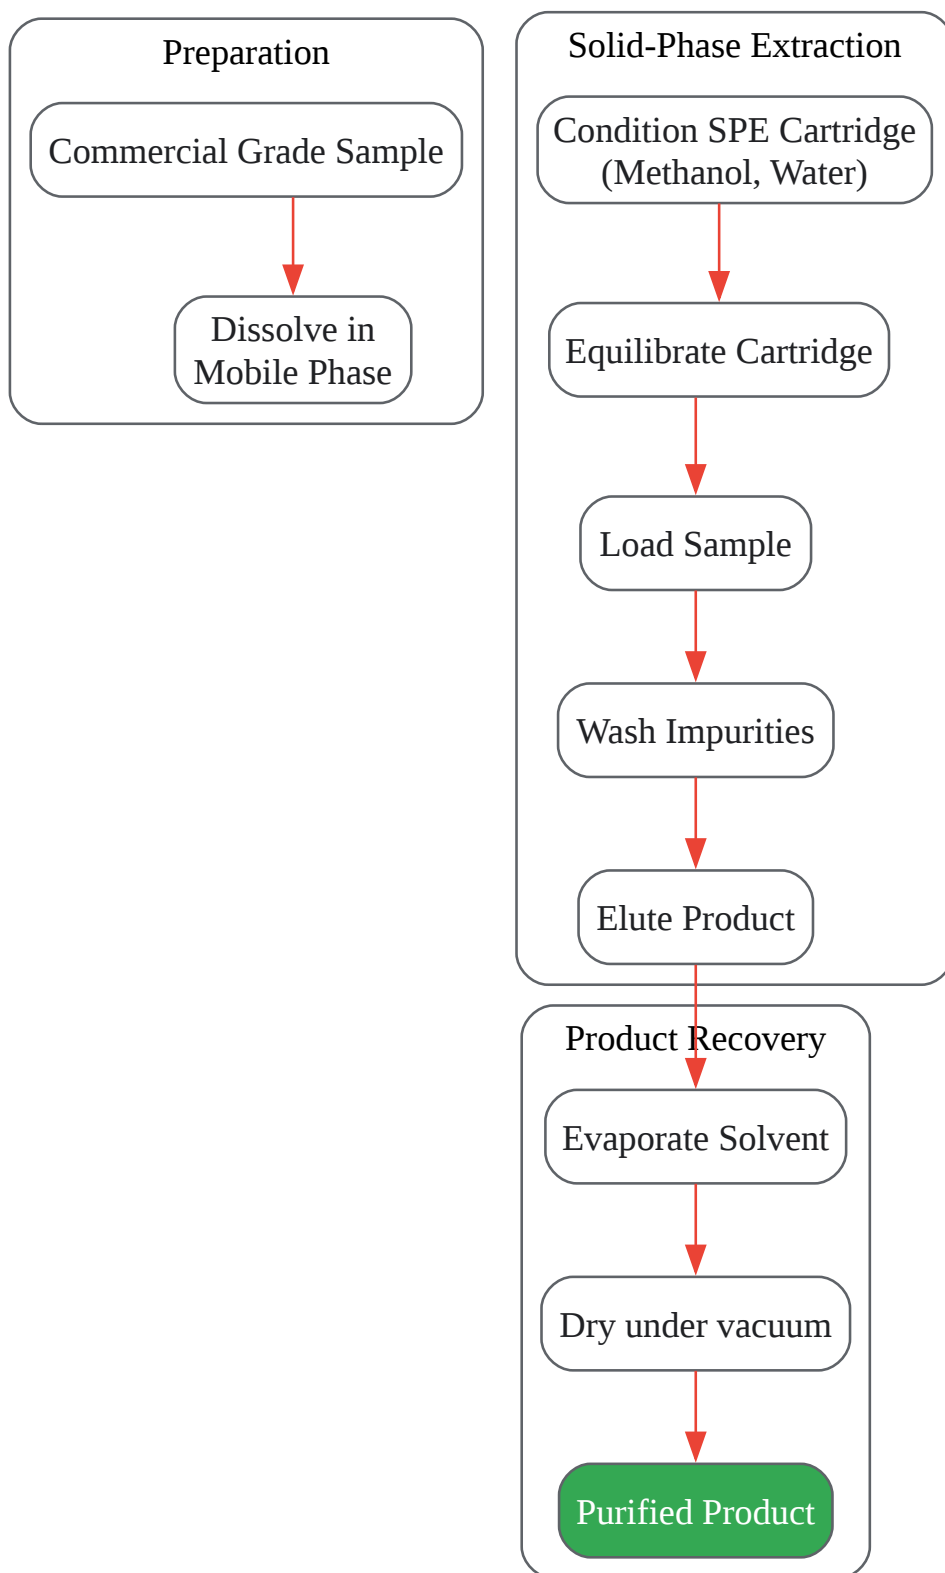 Preparation
Commercial Grade Sample
Dissolve in
Mobile Phase
Solid-Phase Extraction
Condition SPE Cartridge
(Methanol, Water)
Equilibrate Cartridge
Load Sample
Wash Impurities
Elute Product
Product Recovery
Evaporate Solvent
Dry under vacuum
Purified Product